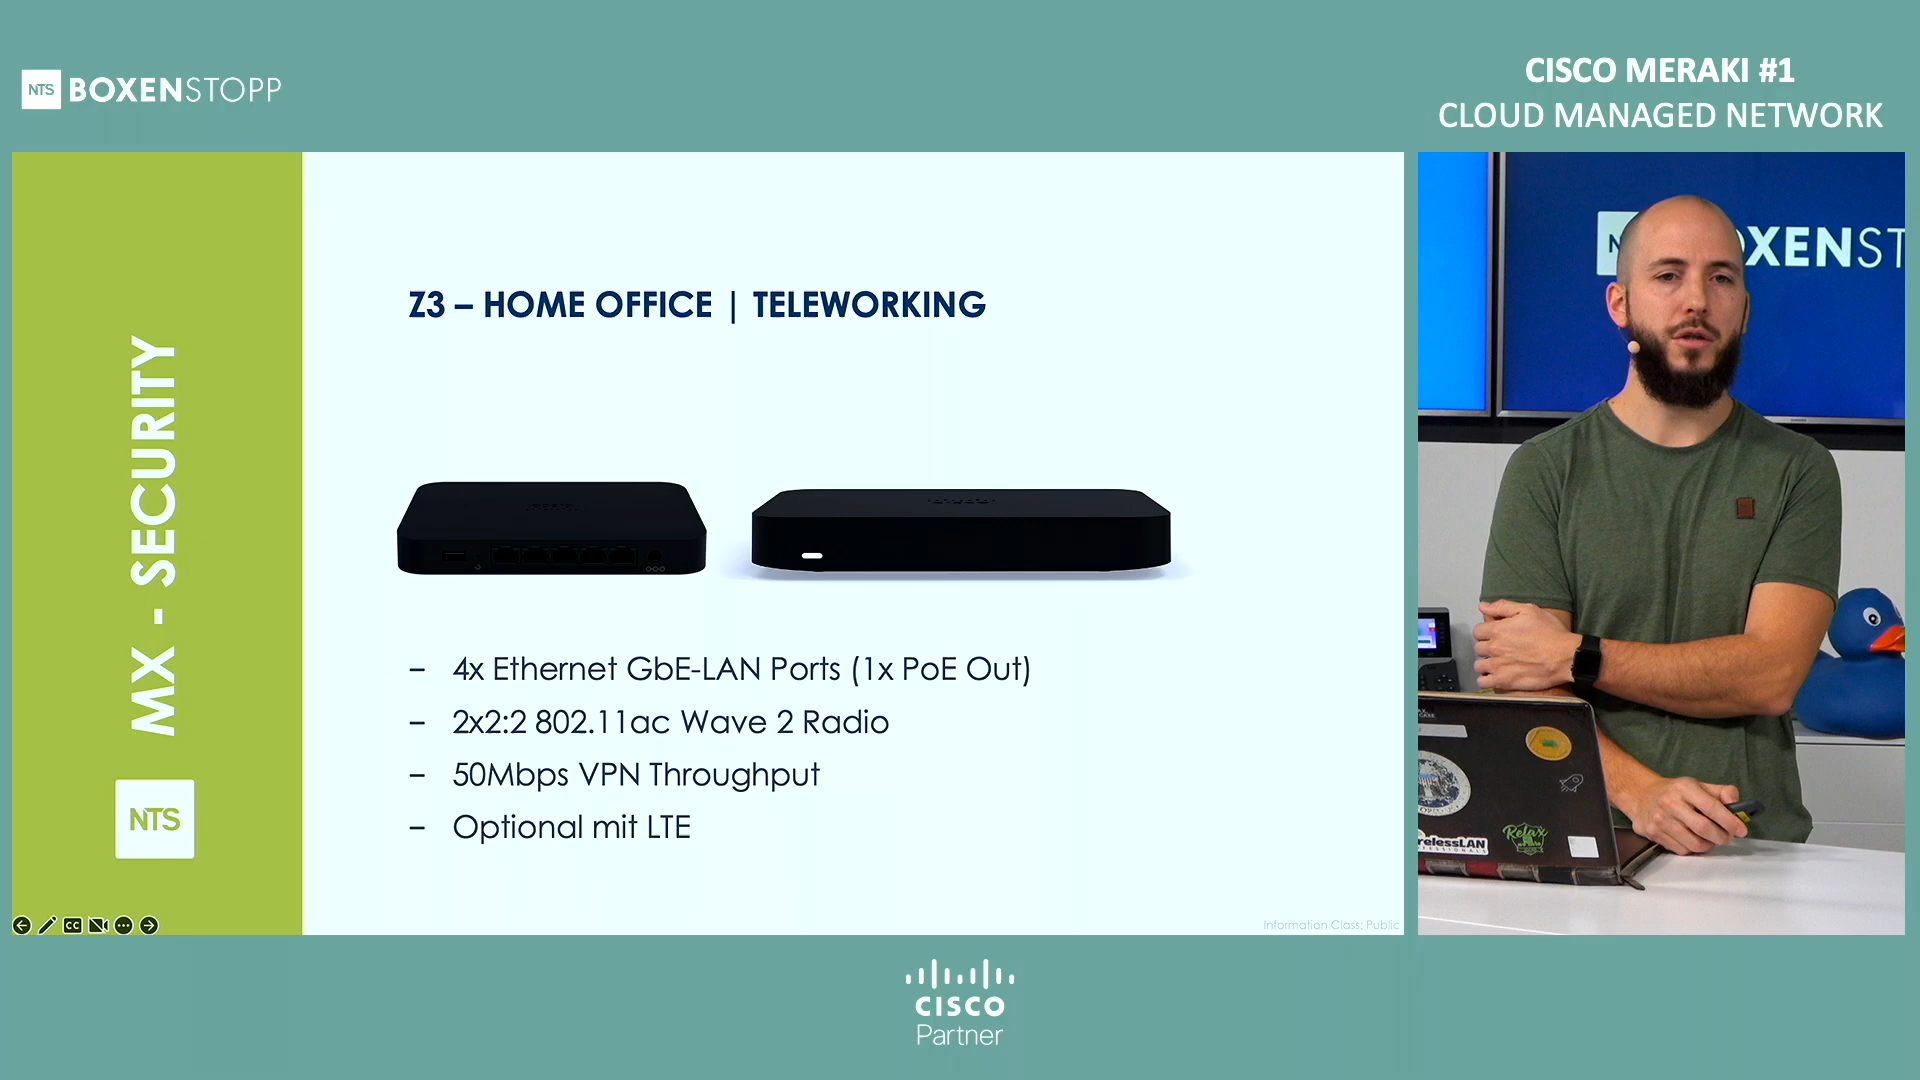 NTS BOXENSTOPP
CISCO MERAKI #1
CLOUD MANAGED NETWORK
MX - SECURITY
NTS
Z3 – HOME OFFICE | TELEWORKING
– 4x Ethernet GbE-LAN Ports (1x PoE Out)
– 2x2:2 802.11ac Wave 2 Radio
– 50Mbps VPN Throughput
– Optional mit LTE
CC
Information Class: Public
Relax
CISCO
Partner